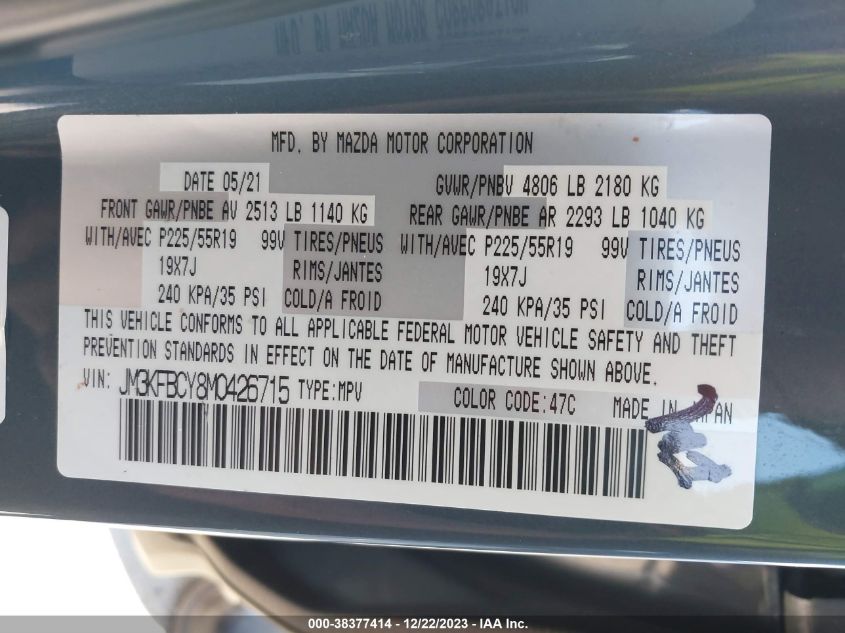 MFD. BY MAZDA MOTOR CORPORATION
DATE 05/21 GVWR/PNBV 4806 LB 2180 KG
FRONT GAWR/PNBE AV 2513 LB 1140 KG REAR GAWR/PNBE AR 2293 LB 1040 KG
WITH/AVEC P225/55R19 99V TIRES/PNEUS WITH/AVEC P225/55R19 99V TIRES/PNEUS
19X7J RIMS/JANTES 19X7J RIMS/JANTES
240 KPA/35 PSI COLD/A FROID 240 KPA/35 PSI COLD/A FROID
THIS VEHICLE CONFORMS TO ALL APPLICABLE FEDERAL MOTOR VEHICLE SAFETY AND THEFT
PREVENTION STANDARDS IN EFFECT ON THE DATE OF MANUFACTURE SHOWN ABOVE.
VIN: JM3KFBCY8M0426715 TYPE:MPV COLOR CODE:47C MADE IN JAPAN
000-38377414 - 12/22/2023 - IAA Inc.